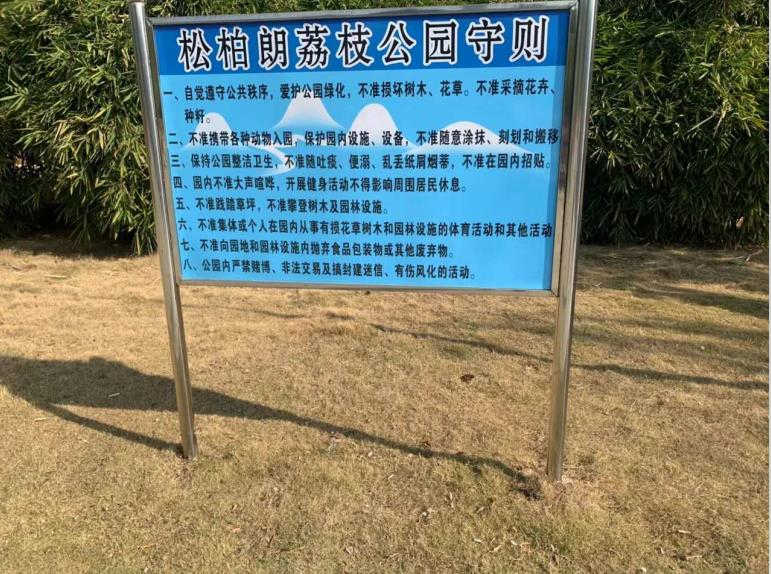 松柏朗荔枝公园守则
一、自觉遵守公共秩序，爱护公园绿化，不准损坏树木、花草。不准采摘花卉、
种籽。
二、不准携带各种动物入园，保护园内设施、设备，不准随意涂抹、刻划和搬移
三、保持公园整洁卫生，不准随吐痰、便溺、乱丢纸屑烟蒂，不准在园内招贴。
四、园内不准大声喧哗，开展健身活动不得影响周围居民休息。
五、不准践踏草坪，不准攀登树木及园林设施。
六、不准集体或个人在园内从事有损花草树木和园林设施的体育活动和其他活动
七、不准向园地和园林设施内抛弃食品包装物或其他废弃物。
八、公园内严禁赌博、非法交易及搞封建迷信、有伤风化的活动。